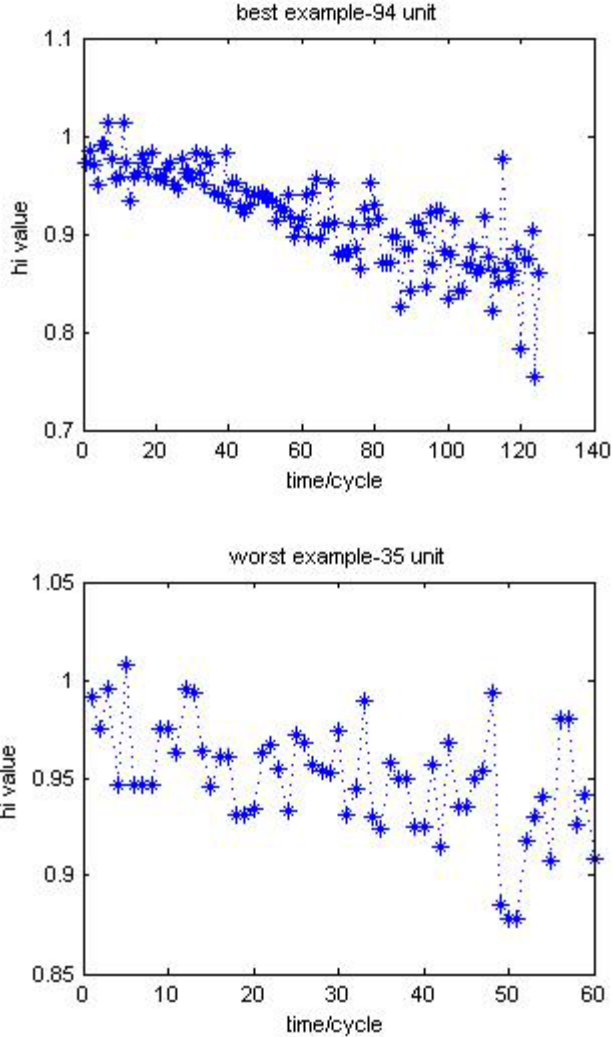 best example-94 unit
1.1
1
0.9
0.8
0.7
hi value
0 20 40 60 80 100 120 140
time/cycle
worst example-35 unit
1.05
1
0.95
0.9
0.85
hi value
0 10 20 30 40 50 60
time/cycle